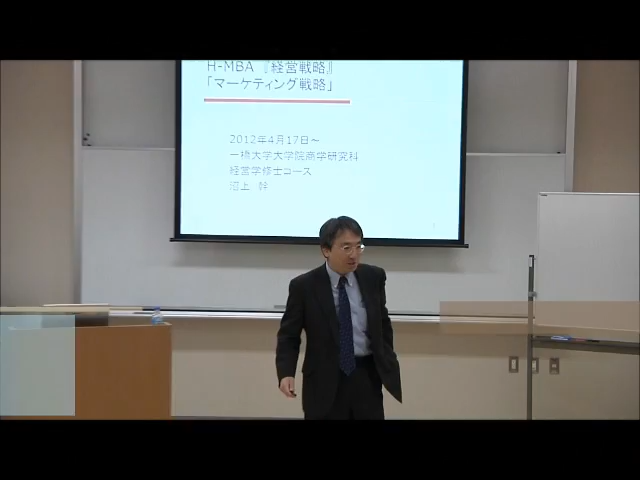 H-MBA 『経営戦略』
「マーケティング戦略」
2012年4月17日～
一橋大学大学院商学研究科
経営学修士コース
沼上 幹